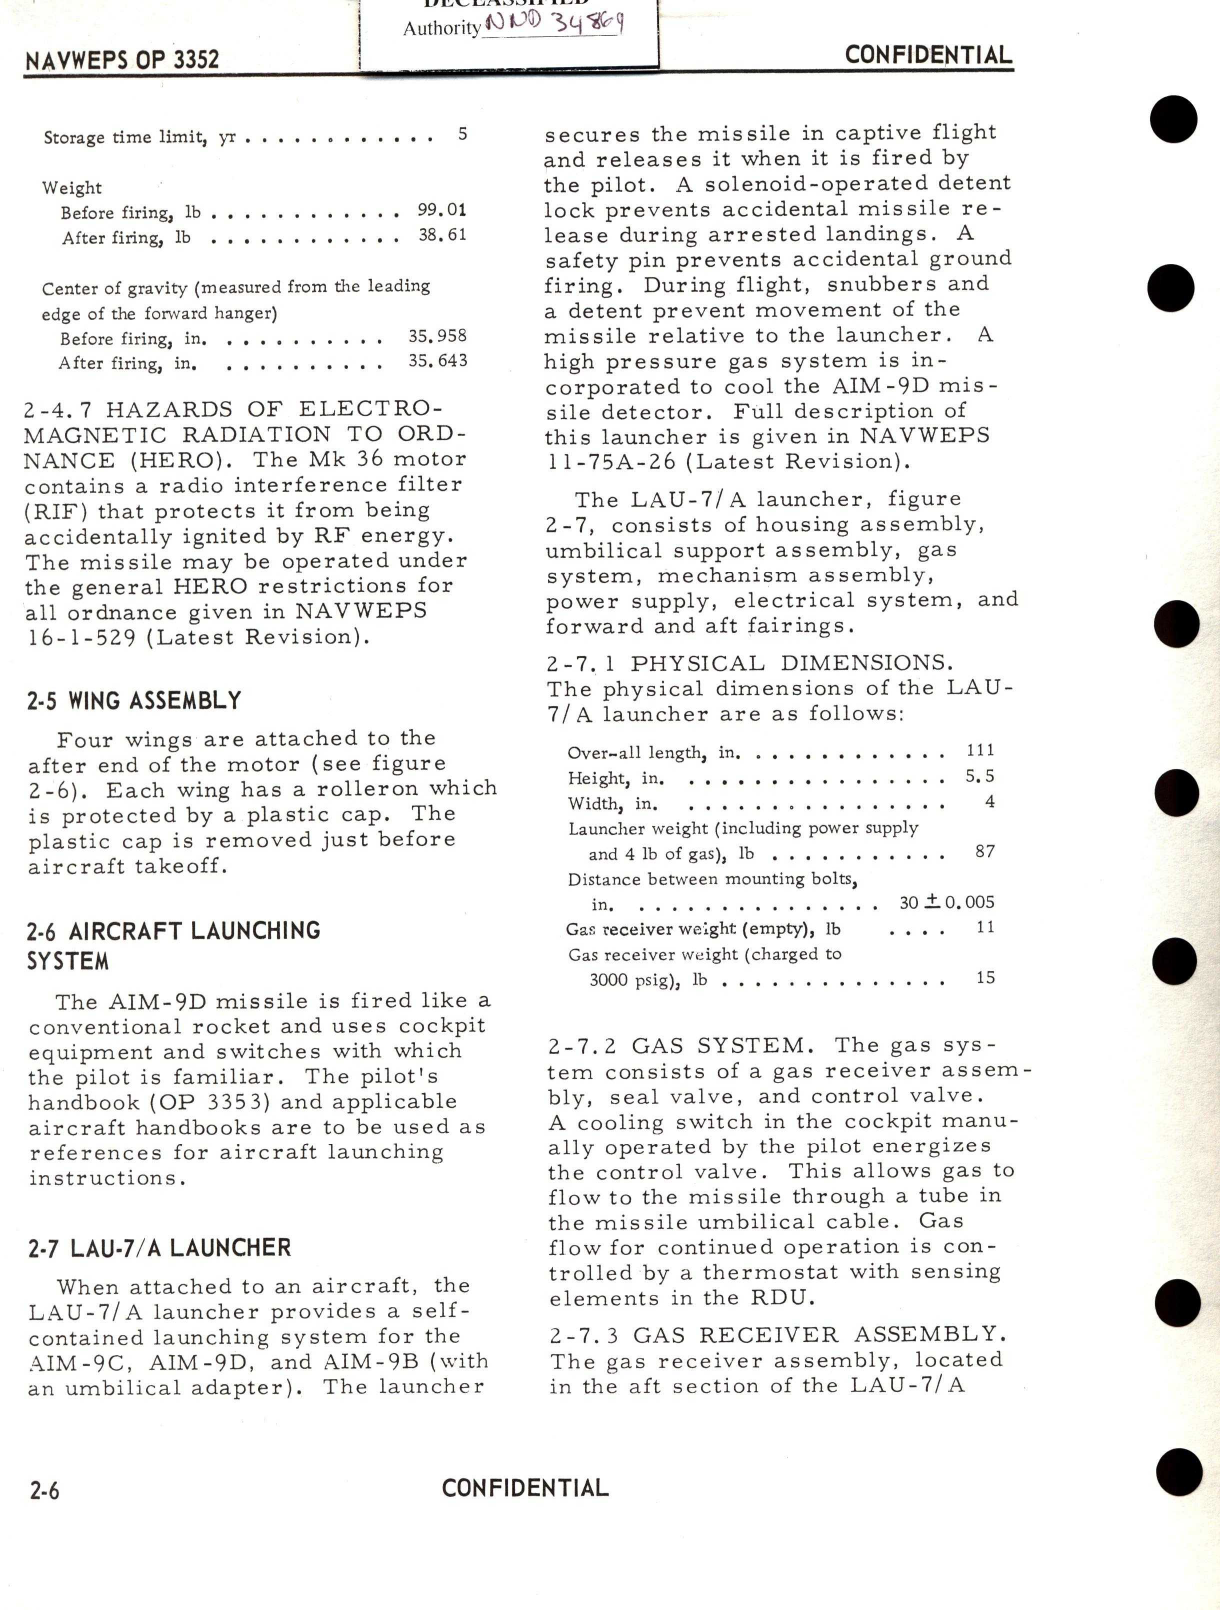 DECLASSIFIED
Authority NND 34869
NAVWEPS OP 3352
CONFIDENTIAL
Storage time limit, yr . . . . . . . . . . . . 5
Weight
Before firing, lb . . . . . . . . . . . . 99.01
After firing, lb . . . . . . . . . . . . 38.61
Center of gravity (measured from the leading
edge of the forward hanger)
Before firing, in. . . . . . . . . . . 35.958
After firing, in. . . . . . . . . . . 35.643
2-4.7 HAZARDS OF ELECTRO-
MAGNETIC RADIATION TO ORD-
NANCE (HERO). The Mk 36 motor
contains a radio interference filter
(RIF) that protects it from being
accidentally ignited by RF energy.
The missile may be operated under
the general HERO restrictions for
all ordnance given in NAVWEPS
16-1-529 (Latest Revision).
2-5 WING ASSEMBLY
Four wings are attached to the
after end of the motor (see figure
2-6). Each wing has a rolleron which
is protected by a plastic cap. The
plastic cap is removed just before
aircraft takeoff.
2-6 AIRCRAFT LAUNCHING
SYSTEM
The AIM-9D missile is fired like a
conventional rocket and uses cockpit
equipment and switches with which
the pilot is familiar. The pilot's
handbook (OP 3353) and applicable
aircraft handbooks are to be used as
references for aircraft launching
instructions.
2-7 LAU-7/A LAUNCHER
When attached to an aircraft, the
LAU-7/A launcher provides a self-
contained launching system for the
AIM-9C, AIM-9D, and AIM-9B (with
an umbilical adapter). The launcher
secures the missile in captive flight
and releases it when it is fired by
the pilot. A solenoid-operated detent
lock prevents accidental missile re-
lease during arrested landings. A
safety pin prevents accidental ground
firing. During flight, snubbers and
a detent prevent movement of the
missile relative to the launcher. A
high pressure gas system is in-
corporated to cool the AIM-9D mis-
sile detector. Full description of
this launcher is given in NAVWEPS
11-75A-26 (Latest Revision).
The LAU-7/A launcher, figure
2-7, consists of housing assembly,
umbilical support assembly, gas
system, mechanism assembly,
power supply, electrical system, and
forward and aft fairings.
2-7.1 PHYSICAL DIMENSIONS.
The physical dimensions of the LAU-
7/A launcher are as follows:
Over-all length, in. . . . . . . . . . . . . 111
Height, in. . . . . . . . . . . . . . . . . 5.5
Width, in. . . . . . . . . . . . . . . . . 4
Launcher weight (including power supply
and 4 lb of gas), lb . . . . . . . . . . . 87
Distance between mounting bolts,
in. . . . . . . . . . . . . . . . 30 ± 0.005
Gas receiver weight (empty), lb . . . . 11
Gas receiver weight (charged to
3000 psig), lb . . . . . . . . . . . . . . 15
2-7.2 GAS SYSTEM. The gas sys-
tem consists of a gas receiver assem-
bly, seal valve, and control valve.
A cooling switch in the cockpit manu-
ally operated by the pilot energizes
the control valve. This allows gas to
flow to the missile through a tube in
the missile umbilical cable. Gas
flow for continued operation is con-
trolled by a thermostat with sensing
elements in the RDU.
2-7.3 GAS RECEIVER ASSEMBLY.
The gas receiver assembly, located
in the aft section of the LAU-7/A
2-6
CONFIDENTIAL